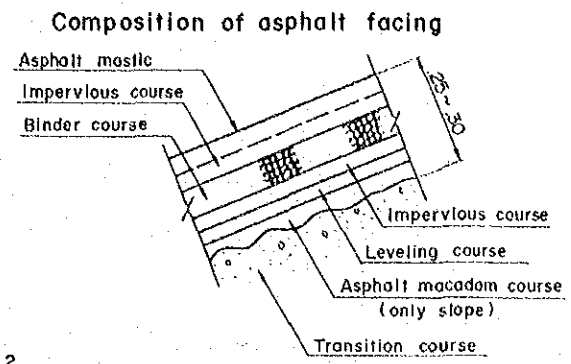 Composition of asphalt facing
Asphalt mastic
Impervious course
Binder course
25~30
Impervious course
Leveling course
Asphalt macadam course
(only slope)
Transition course
2